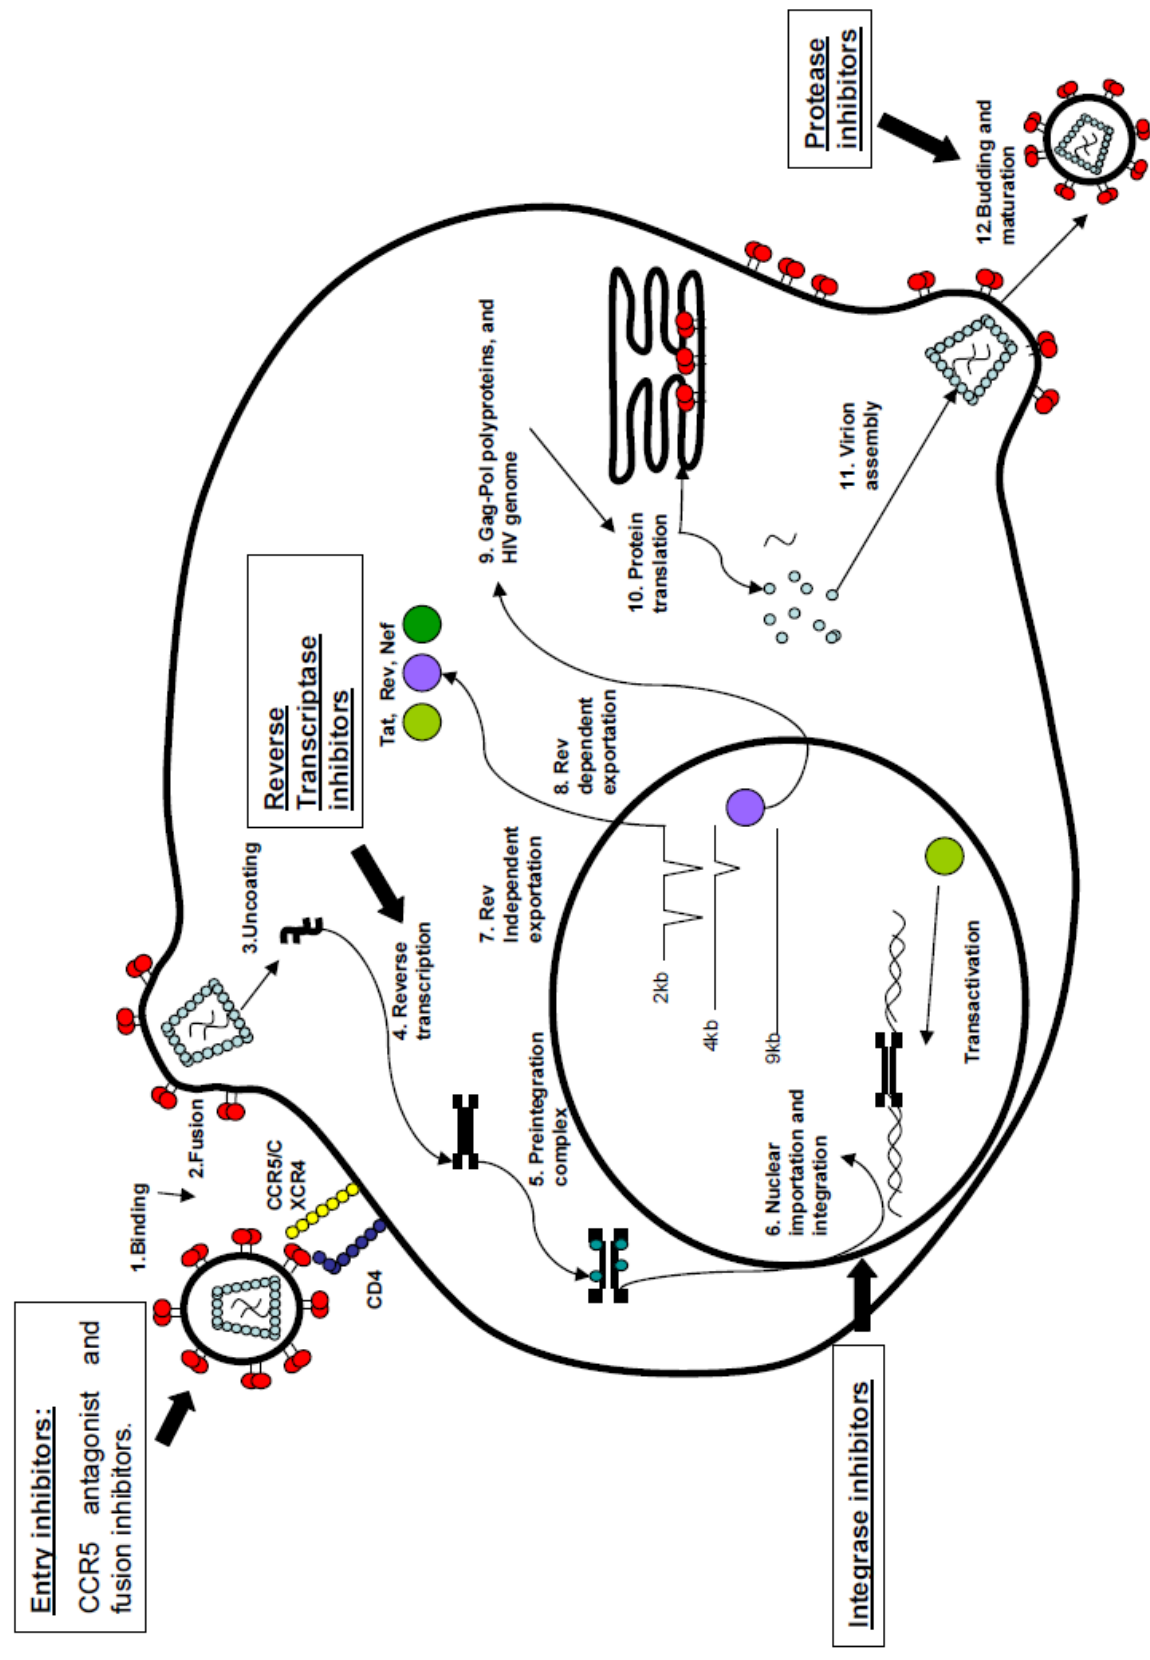 Entry inhibitors:
CCR5 antagonist and
fusion inhibitors.
1.Binding
2.Fusion
CCR5/C
XCR4
CD4
3.Uncoating
Reverse
Transcriptase
inhibitors
4. Reverse
transcription
5. Preintegration
complex
6. Nuclear
importation and
integration
Integrase inhibitors
Transactivation
2kb
4kb
9kb
7. Rev
Independent
exportation
8. Rev
dependent
exportation
Tat, Rev, Nef
9. Gag-Pol polyproteins, and
HIV genome
10. Protein
translation
11. Virion
assembly
12.Budding and
maturation
Protease
inhibitors